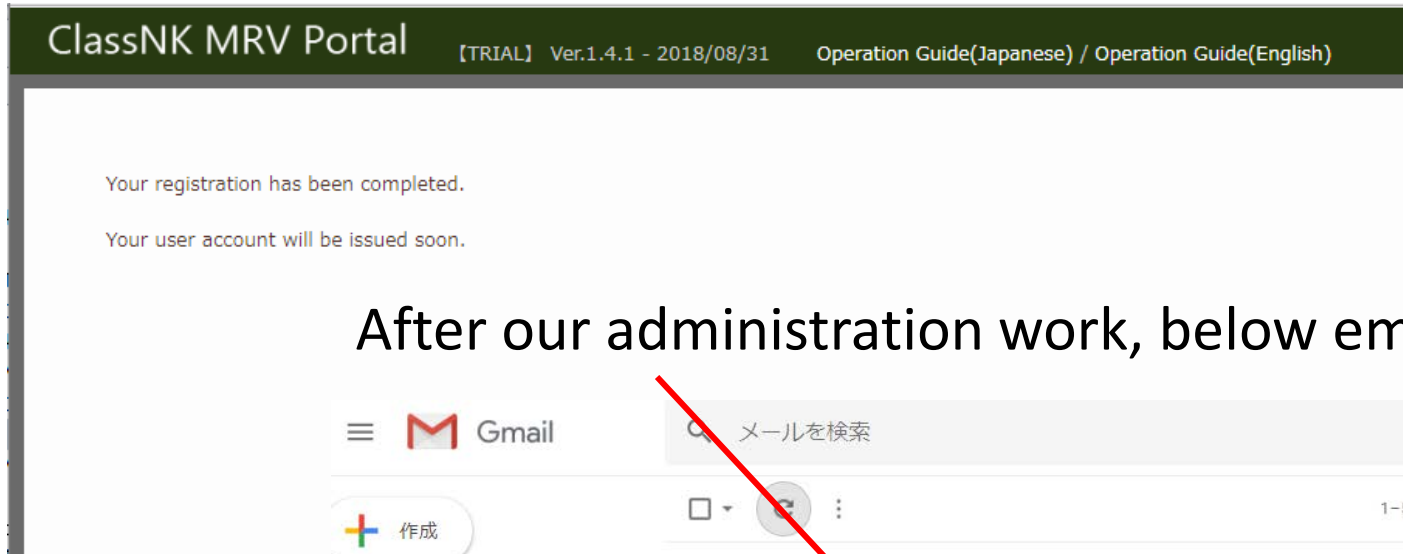 ClassNK MRV Portal 【TRIAL】 Ver.1.4.1 - 2018/08/31 Operation Guide(Japanese) / Operation Guide(English)
Your registration has been completed.
Your user account will be issued soon.
After our administration work, below
Gmail メールを検索
作成